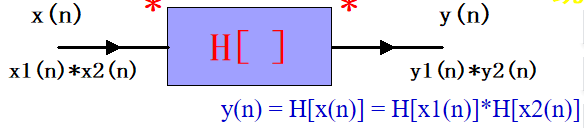 x(n) * * y(n)
H[ ]
x1(n)*x2(n) y1(n)*y2(n)
y(n) = H[x(n)] = H[x1(n)]*H[x2(n)]